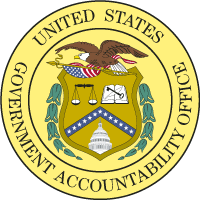 UNITED STATES
GOVERNMENT ACCOUNTABILITY OFFICE